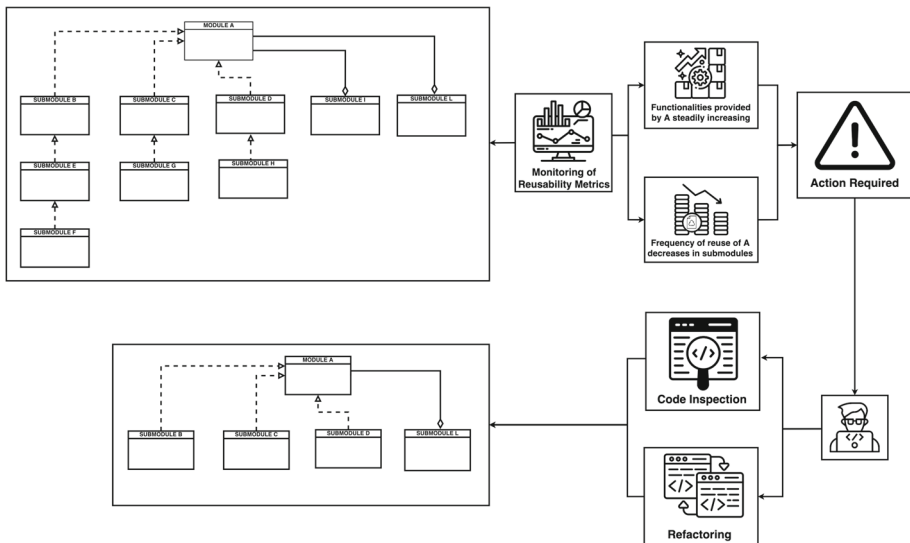 MODULE A
SUBMODULE B
SUBMODULE C
SUBMODULE D
SUBMODULE I
SUBMODULE L
SUBMODULE E
SUBMODULE G
SUBMODULE H
SUBMODULE F
Monitoring of
Reusability Metrics
Functionalities provided
by A steadily increasing
Frequency of reuse of A
decreases in submodules
Action Required
MODULE A
SUBMODULE B
SUBMODULE C
SUBMODULE D
SUBMODULE L
Code Inspection
Refactoring